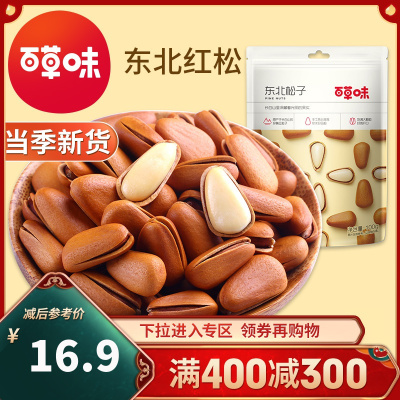 百草味
东北红松
当季新货
东北松子
PINE NUTS
百草味
减后参考价
¥
16.9
下拉进入专区 领券再购物
满400减300